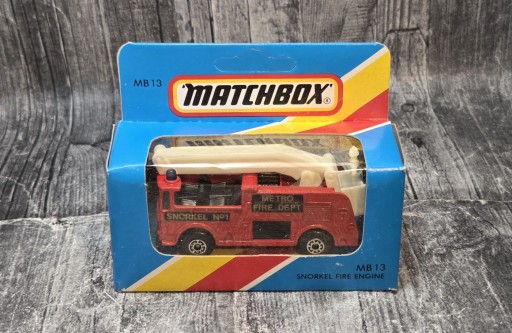 MB 13
"MATCHBOX"®
METRO
FIRE DEPT
SNORKEL Nº1
MB 13
SNORKEL FIRE ENGINE